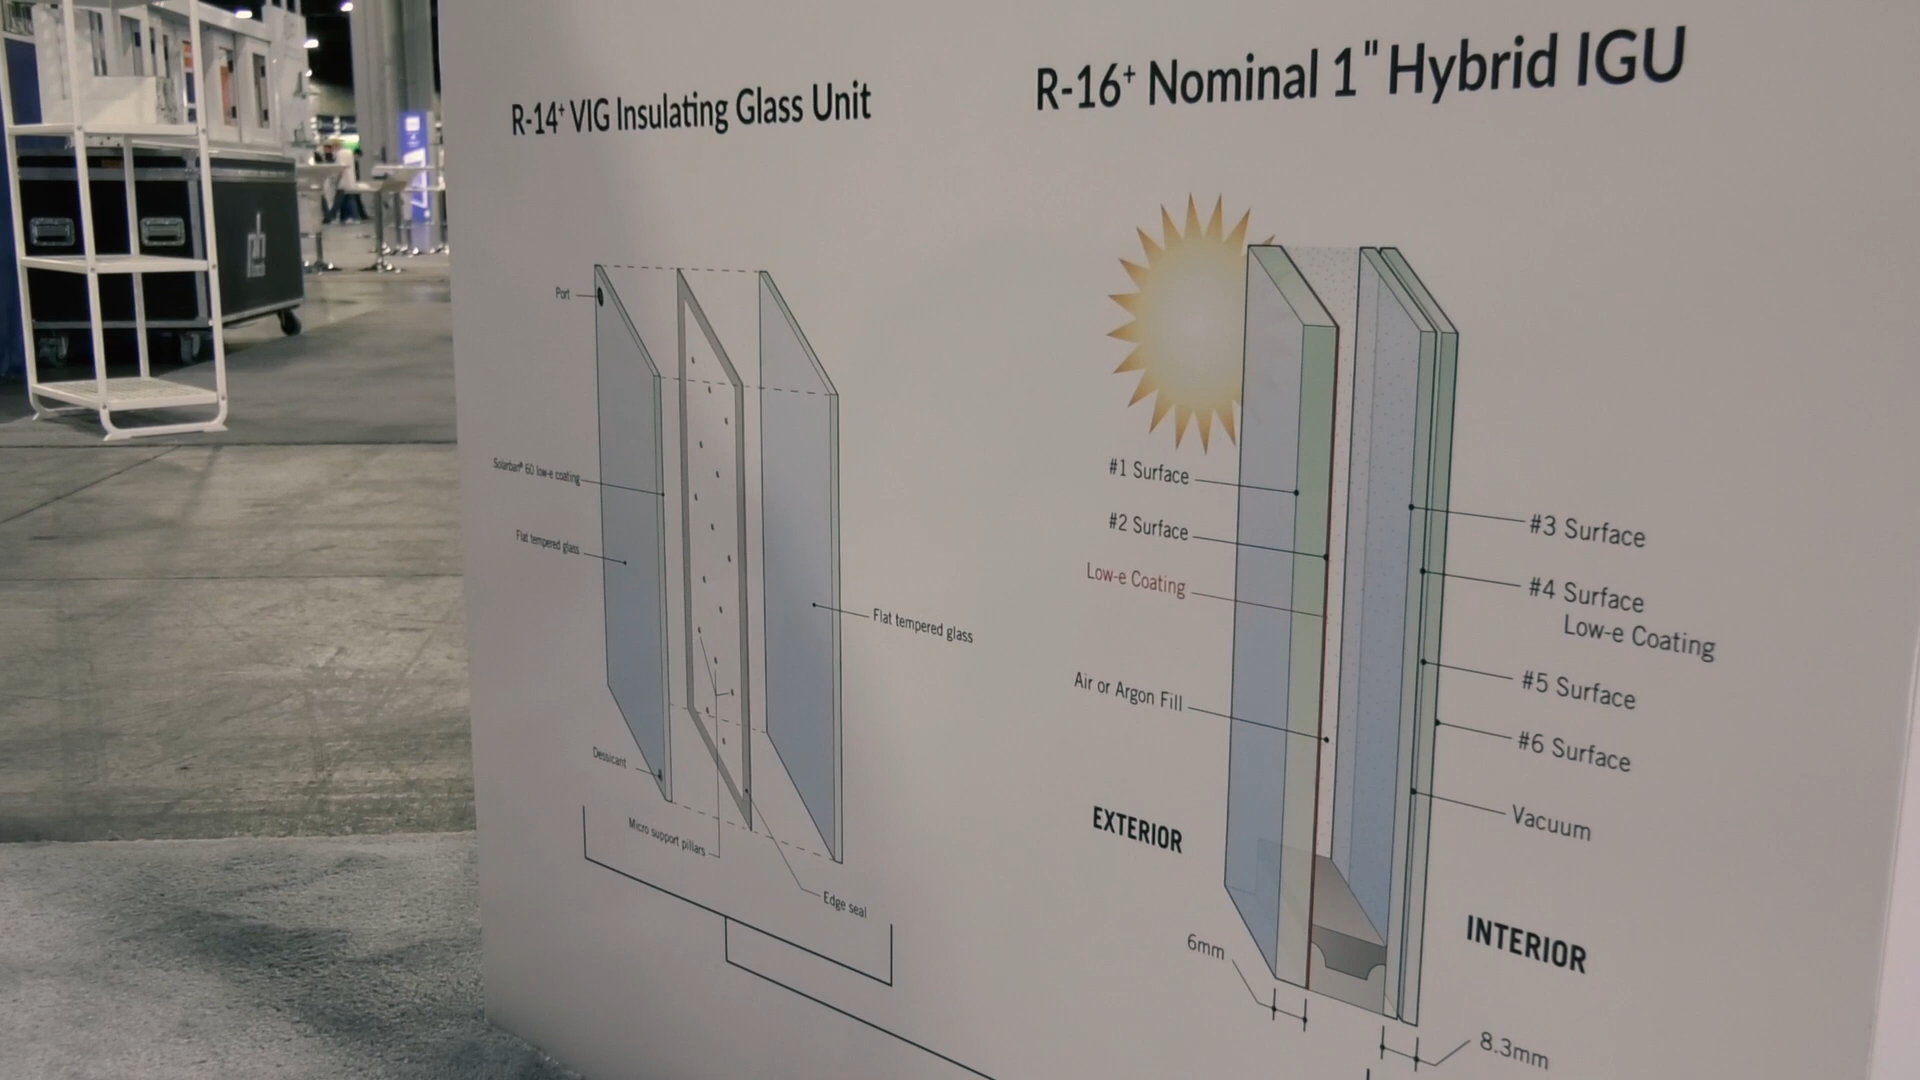 R-14+ VIG Insulating Glass Unit
Port
Solarban® 60 low-e coating
Flat tempered glass
Flat tempered glass
Dessicant
Micro support pillars
Edge seal
R-16+ Nominal 1" Hybrid IGU
#1 Surface
#2 Surface
Low-e Coating
Air or Argon Fill
#3 Surface
#4 Surface
Low-e Coating
#5 Surface
#6 Surface
Vacuum
EXTERIOR
INTERIOR
6mm
8.3mm